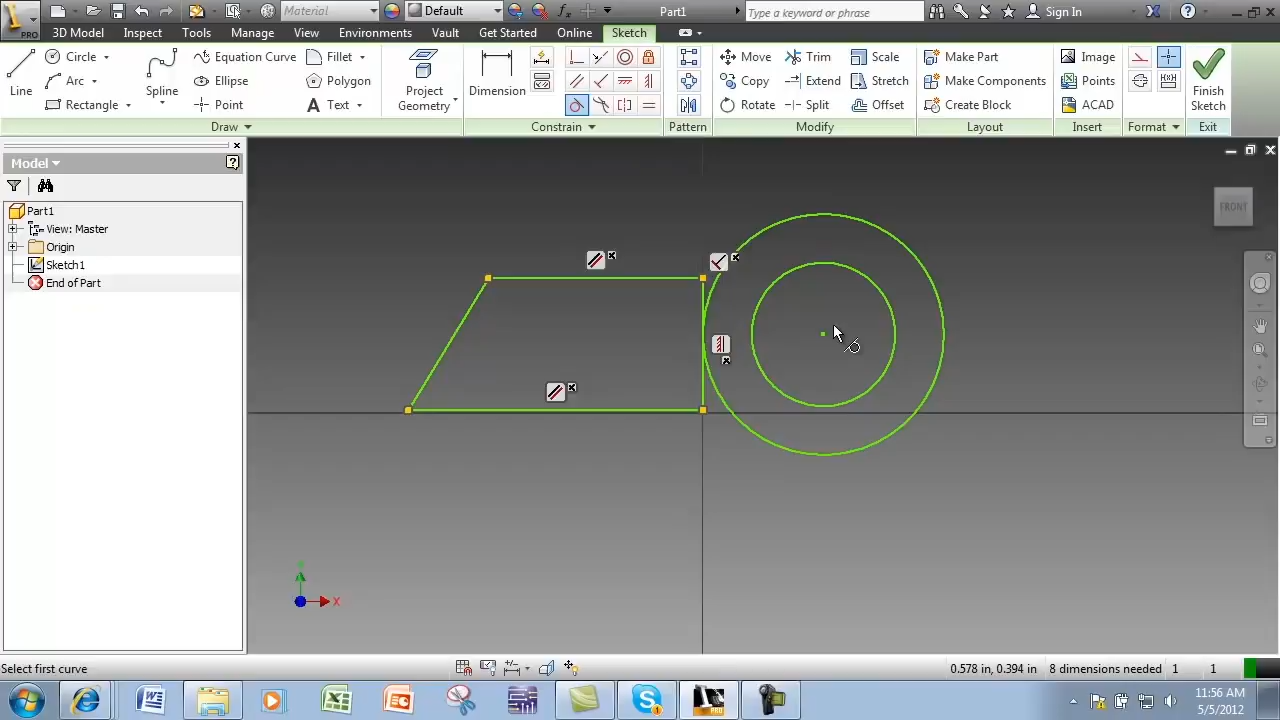 Material
Default
Part1
Type a keyword or phrase
Sign In
PRO
3D Model
Inspect
Tools
Manage
View
Environments
Vault
Get Started
Online
Sketch
Line
Circle
Arc
Rectangle
Spline
Equation Curve
Ellipse
Point
Fillet
Polygon
Text
Project Geometry
Dimension
Move
Copy
Rotate
Trim
Extend
Split
Scale
Stretch
Offset
Make Part
Make Components
Create Block
Image
Points
ACAD
Finish Sketch
Draw
Constrain
Pattern
Modify
Layout
Insert
Format
Exit
Model
Part1
View: Master
Origin
Sketch1
End of Part
FRONT
X
Select first curve
0.578 in, 0.394 in
8 dimensions needed
1
1
11:56 AM
5/5/2012